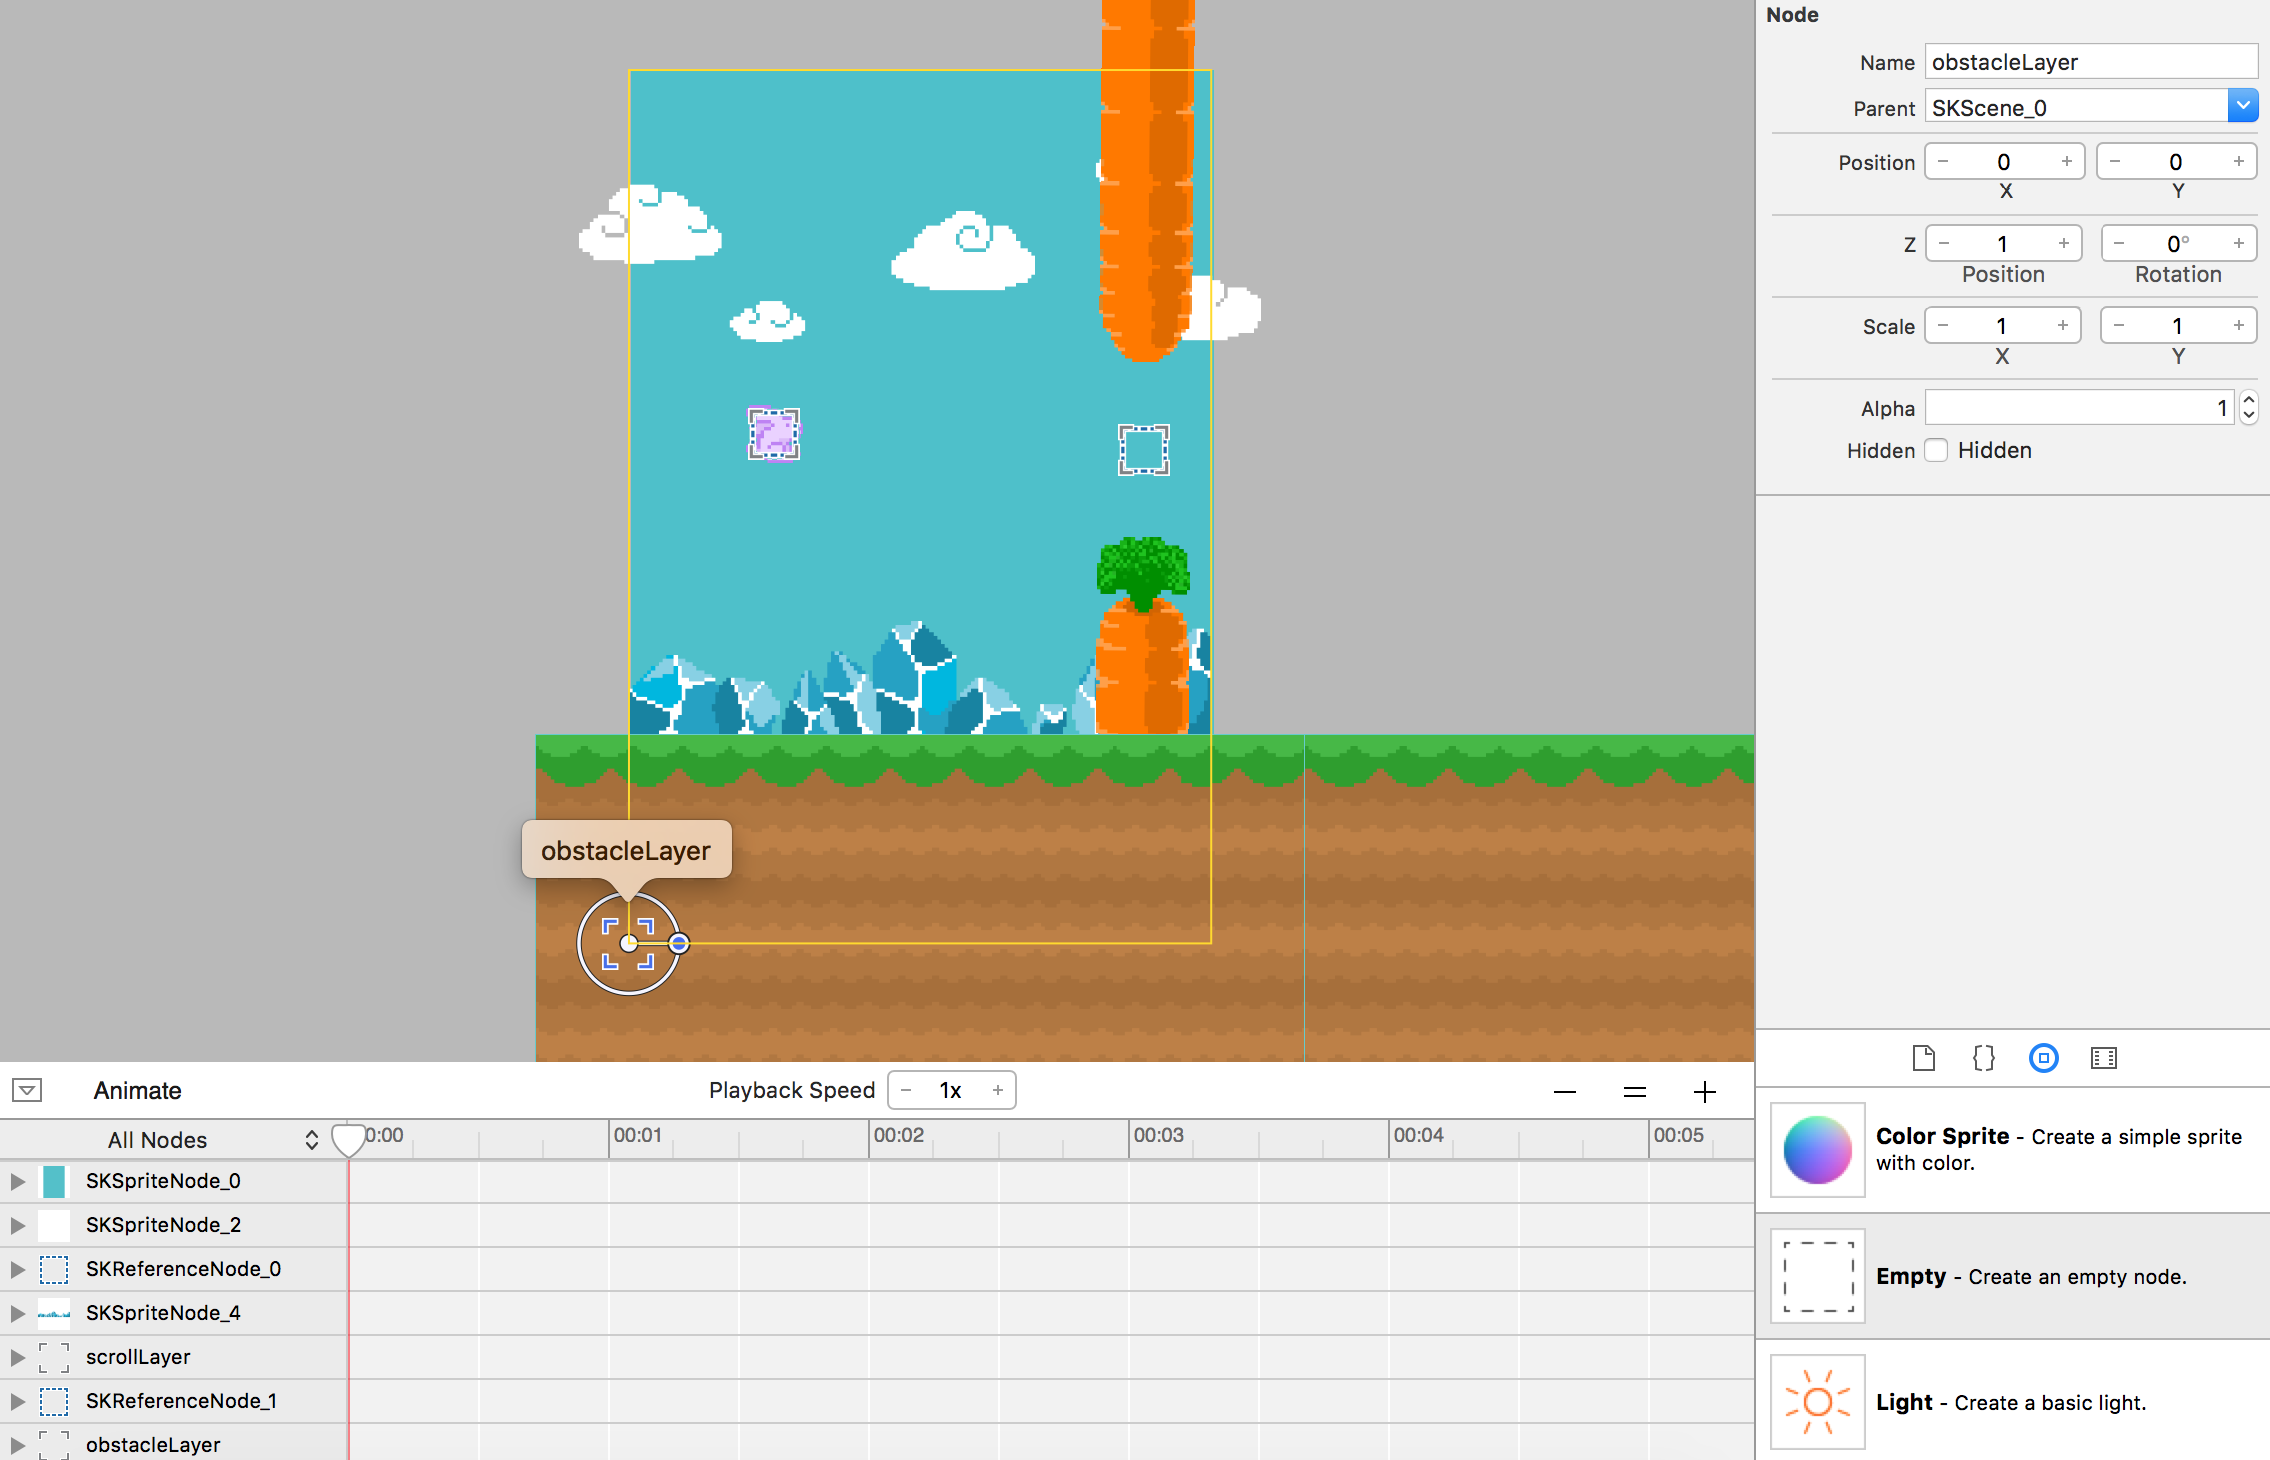 Node
Name obstacleLayer
Parent SKScene_0
Position − 0 + − 0 +
X Y
Z − 1 + − 0° +
Position Rotation
Scale − 1 + − 1 +
X Y
Alpha 1
Hidden Hidden
obstacleLayer
Animate Playback Speed − 1x +
All Nodes 0:00 00:01 00:02 00:03 00:04 00:05
SKSpriteNode_0
SKSpriteNode_2
SKReferenceNode_0
SKSpriteNode_4
scrollLayer
SKReferenceNode_1
obstacleLayer
{}
Color Sprite - Create a simple sprite
with color.
Empty - Create an empty node.
Light - Create a basic light.